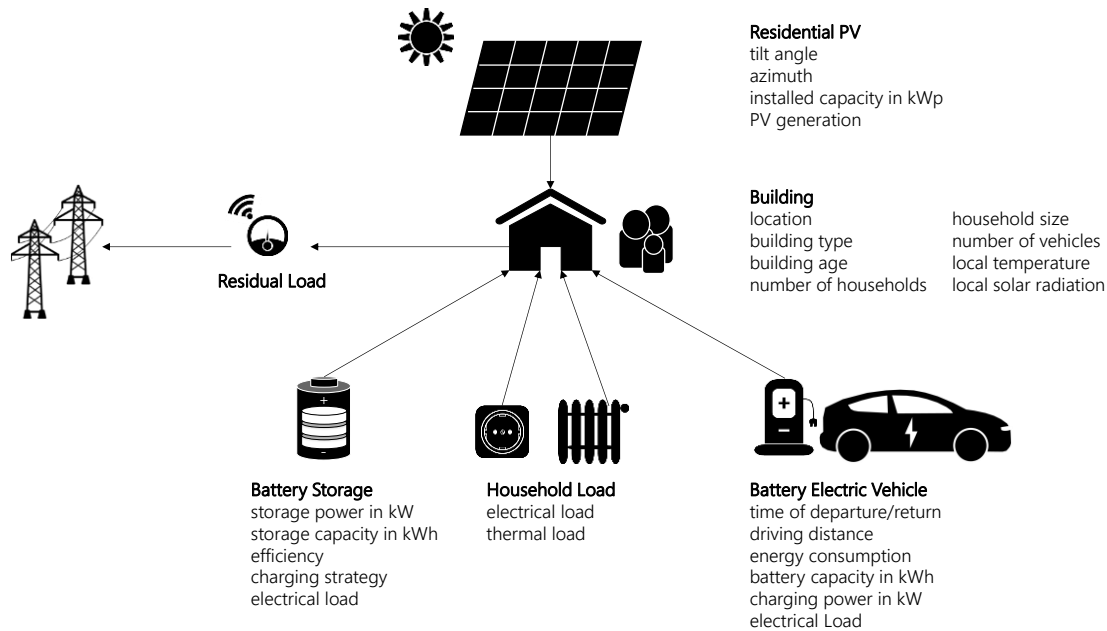 Residential PV
tilt angle
azimuth
installed capacity in kWp
PV generation
Building
location
building type
building age
number of households
household size
number of vehicles
local temperature
local solar radiation
Residual Load
Battery Storage
storage power in kW
storage capacity in kWh
efficiency
charging strategy
electrical load
Household Load
electrical load
thermal load
Battery Electric Vehicle
time of departure/return
driving distance
energy consumption
battery capacity in kWh
charging power in kW
electrical Load